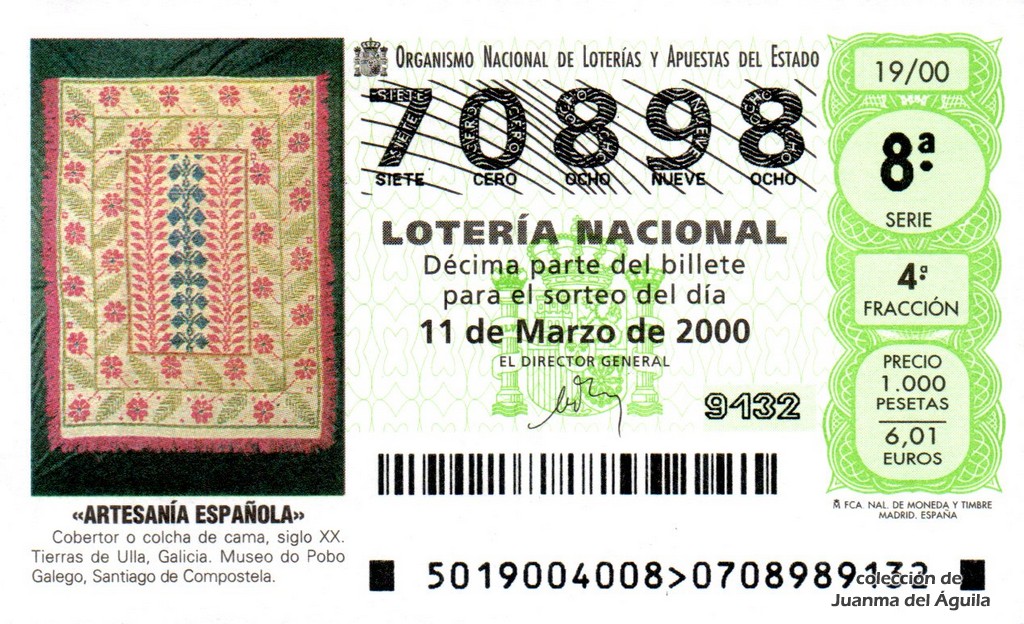 ORGANISMO NACIONAL DE LOTERÍAS Y APUESTAS DEL ESTADO
70898
SIETE CERO OCHO NUEVE OCHO
LOTERÍA NACIONAL
Décima parte del billete
para el sorteo del día
11 de Marzo de 2000
EL DIRECTOR GENERAL
9432
19/00
8ª
SERIE
4ª
FRACCIÓN
PRECIO
1.000
PESETAS
6,01
EUROS
FCA. NAL. DE MONEDA Y TIMBRE
MADRID. ESPAÑA
«ARTESANÍA ESPAÑOLA»
Cobertor o colcha de cama, siglo XX.
Tierras de Ulla, Galicia. Museo do Pobo
Galego, Santiago de Compostela.
5019004008>0708989132
colección de
Juanma del Águila